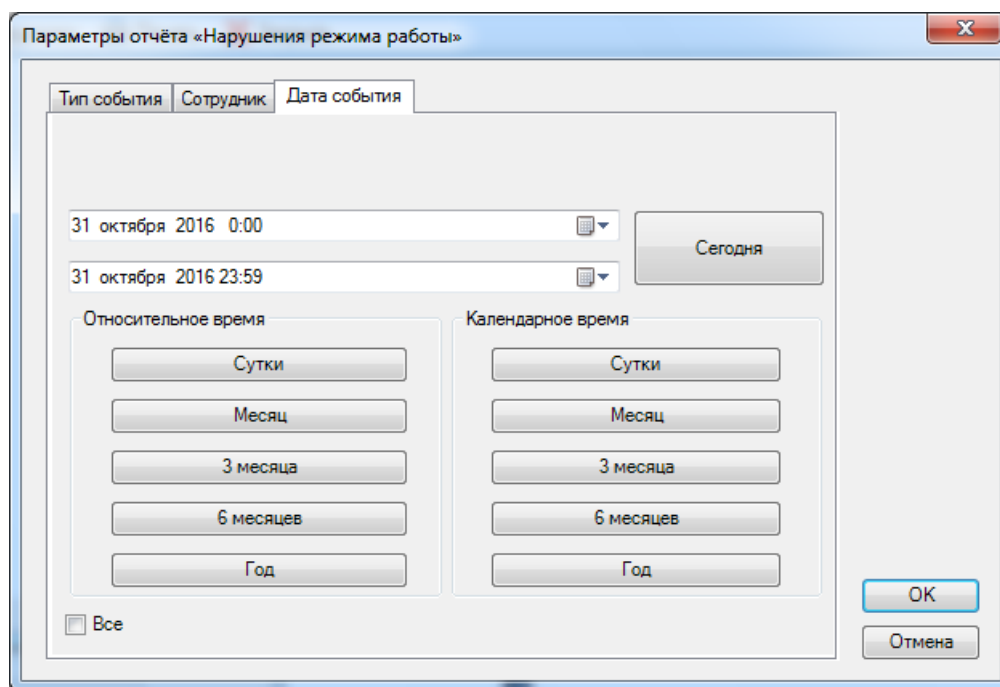 Параметры отчёта «Нарушения режима работы»
Тип события Сотрудник Дата события
31 октября 2016 0:00
Сегодня
31 октября 2016 23:59
Относительное время
Сутки
Месяц
3 месяца
6 месяцев
Год
Календарное время
Сутки
Месяц
3 месяца
6 месяцев
Год
Все
OK
Отмена